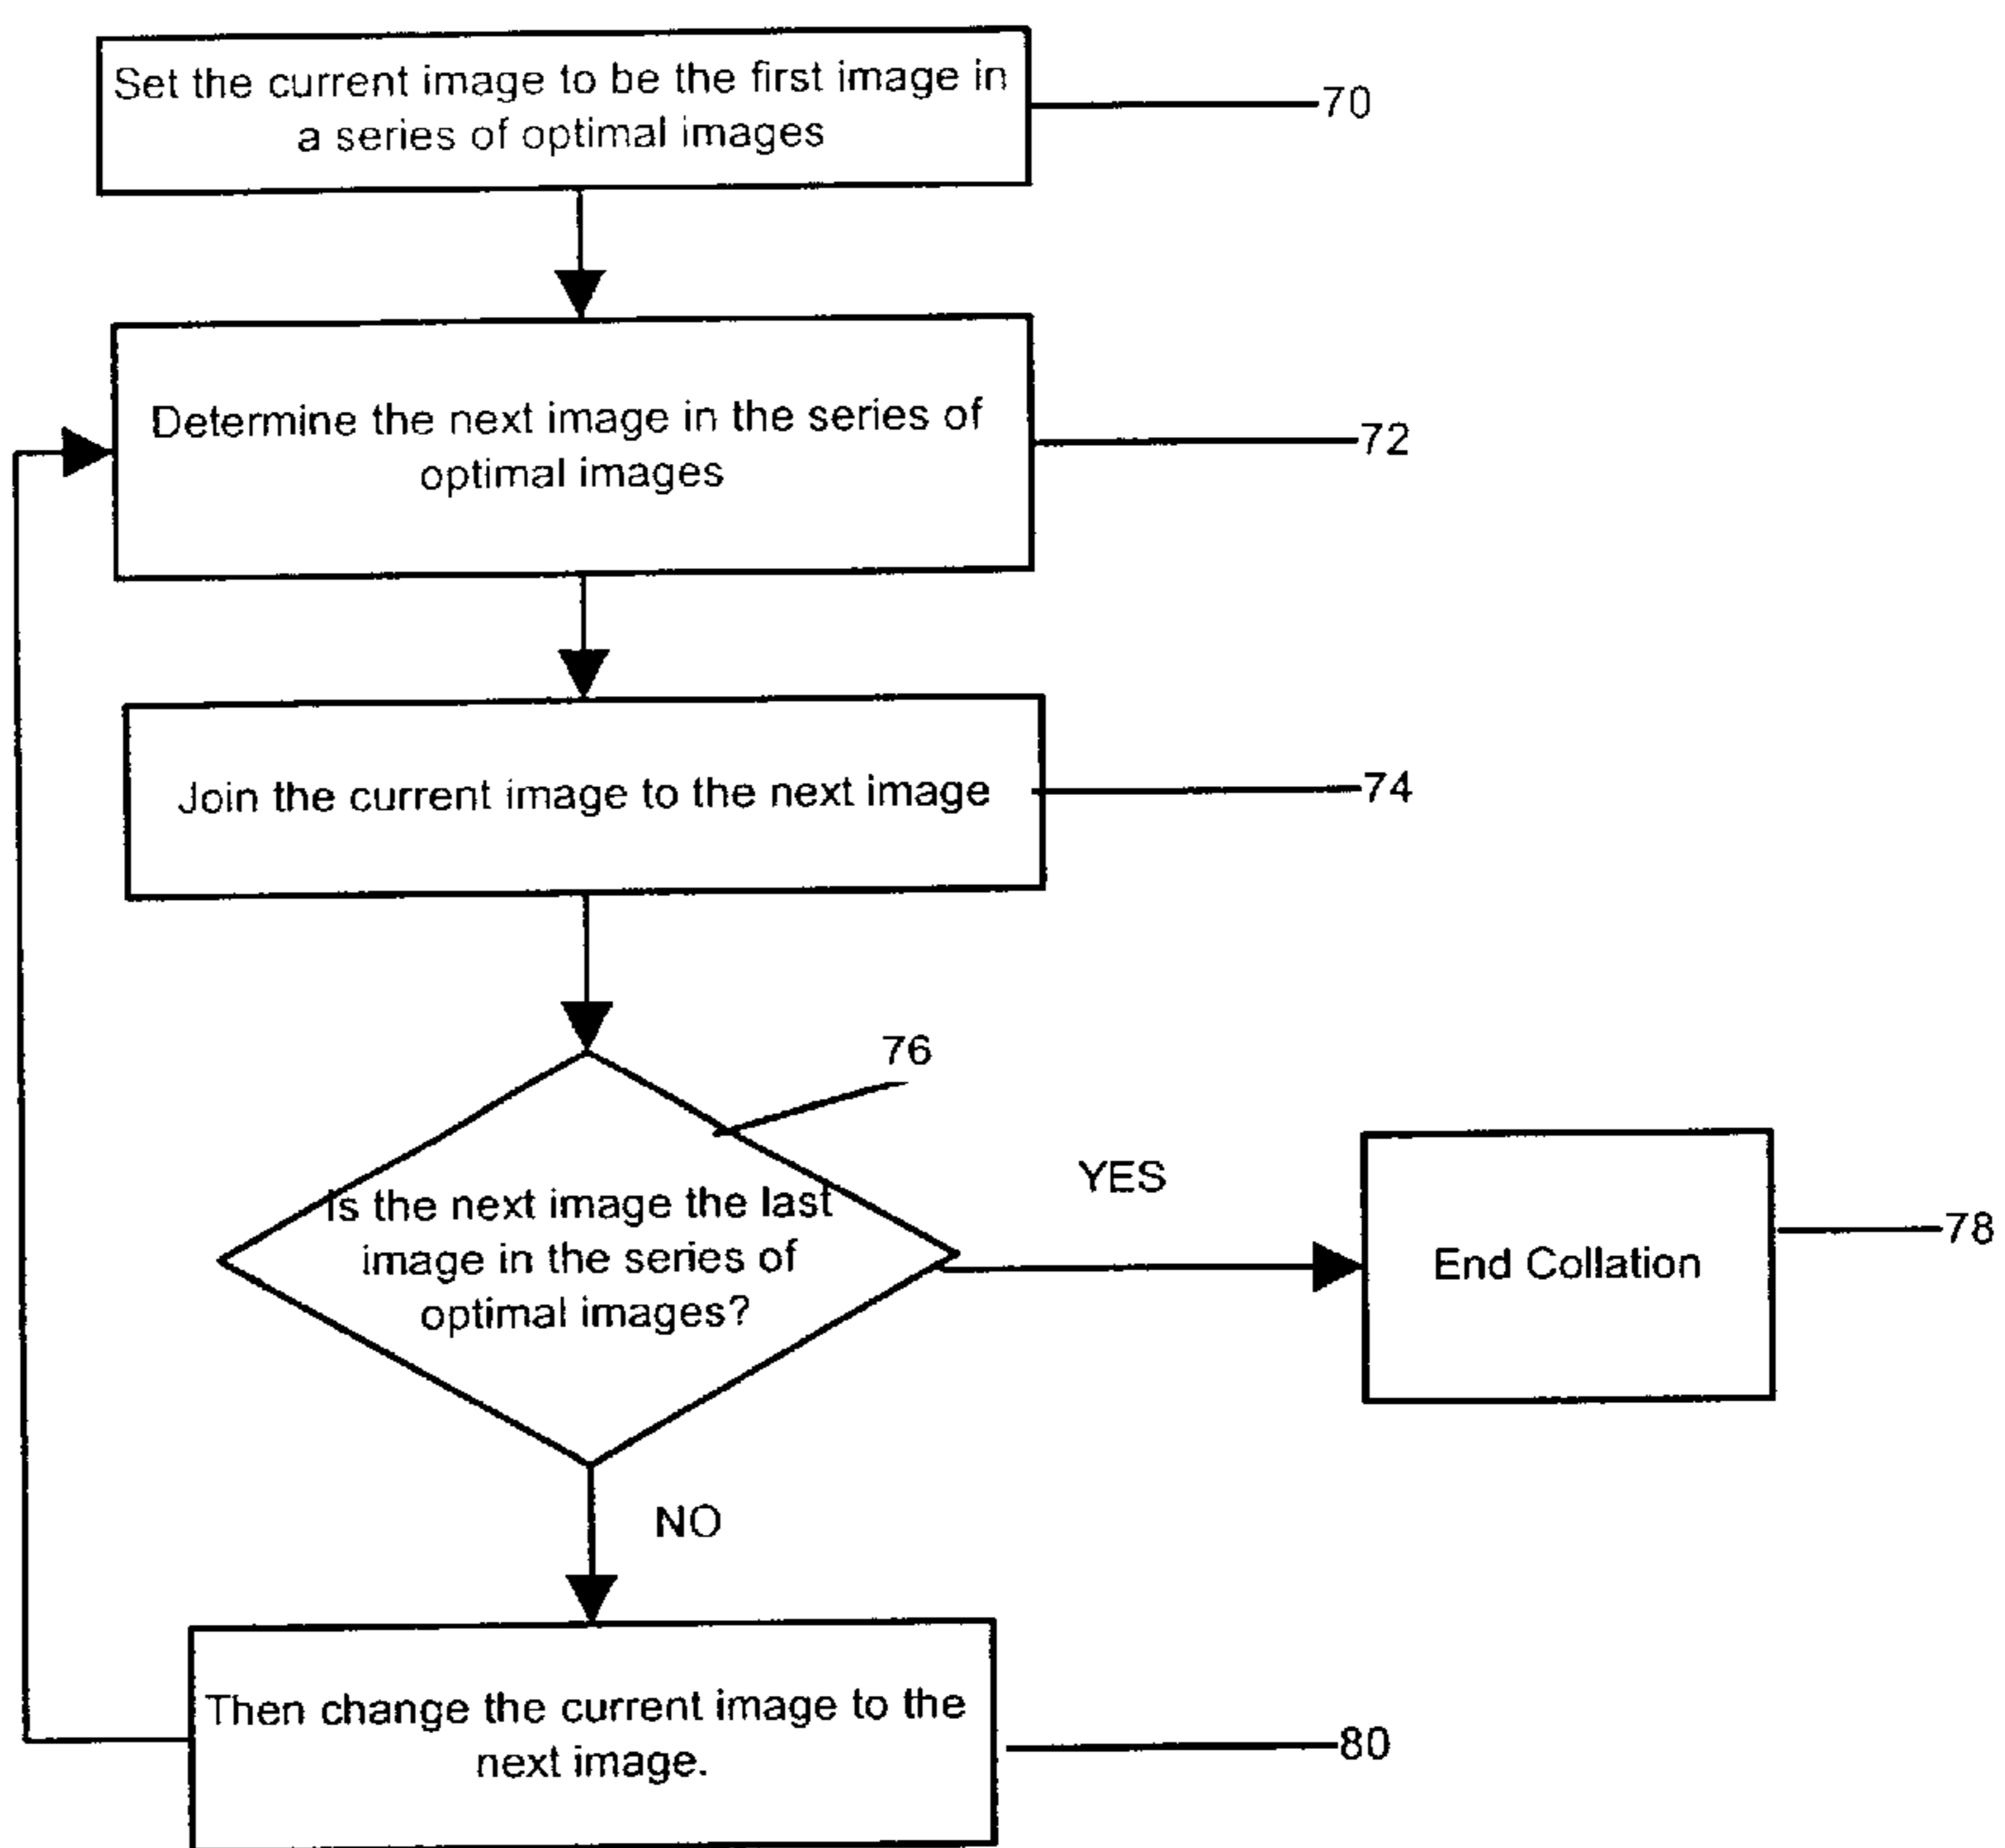 Set the current image to be the first image in
a series of optimal images
70
Determine the next image in the series of
optimal images
72
Join the current image to the next image
74
76
Is the next image the last
image in the series of
optimal images?
YES
End Collation
78
NO
Then change the current image to the
next image.
80